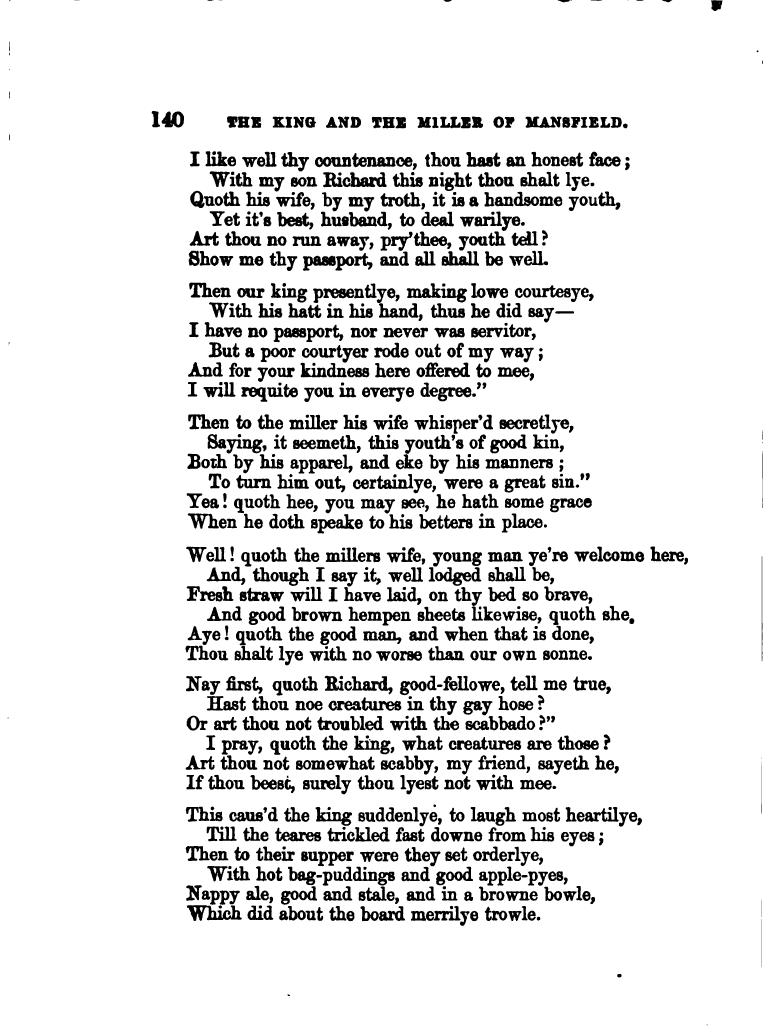 140 THE KING AND THE MILLER OF MANSFIELD.
I like well thy countenance, thou hast an honest face;
With my son Richard this night thou shalt lye.
Quoth his wife, by my troth, it is a handsome youth,
Yet it's best, husband, to deal warilye.
Art thou no run away, pry'thee, youth tell?
Show me thy passport, and all shall be well.
Then our king presentlye, making lowe courtesye,
With his hatt in his hand, thus he did say—
I have no passport, nor never was servitor,
But a poor courtyer rode out of my way;
And for your kindness here offered to mee,
I will requite you in everye degree."
Then to the miller his wife whisper'd secretlye,
Saying, it seemeth, this youth's of good kin,
Both by his apparel, and eke by his manners;
To turn him out, certainlye, were a great sin."
Yea! quoth hee, you may see, he hath some grace
When he doth speake to his betters in place.
Well! quoth the millers wife, young man ye're welcome here,
And, though I say it, well lodged shall be,
Fresh straw will I have laid, on thy bed so brave,
And good brown hempen sheets likewise, quoth she.
Aye! quoth the good man, and when that is done,
Thou shalt lye with no worse than our own sonne.
Nay first, quoth Richard, good-fellowe, tell me true,
Hast thou noe creatures in thy gay hose?
Or art thou not troubled with the scabbado?"
I pray, quoth the king, what creatures are those?
Art thou not somewhat scabby, my friend, sayeth he,
If thou beest, surely thou lyest not with mee.
This caus'd the king suddenlye, to laugh most heartilye,
Till the teares trickled fast downe from his eyes;
Then to their supper were they set orderlye,
With hot bag-puddings and good apple-pyes,
Nappy ale, good and stale, and in a browne bowle,
Which did about the board merrilye trowle.